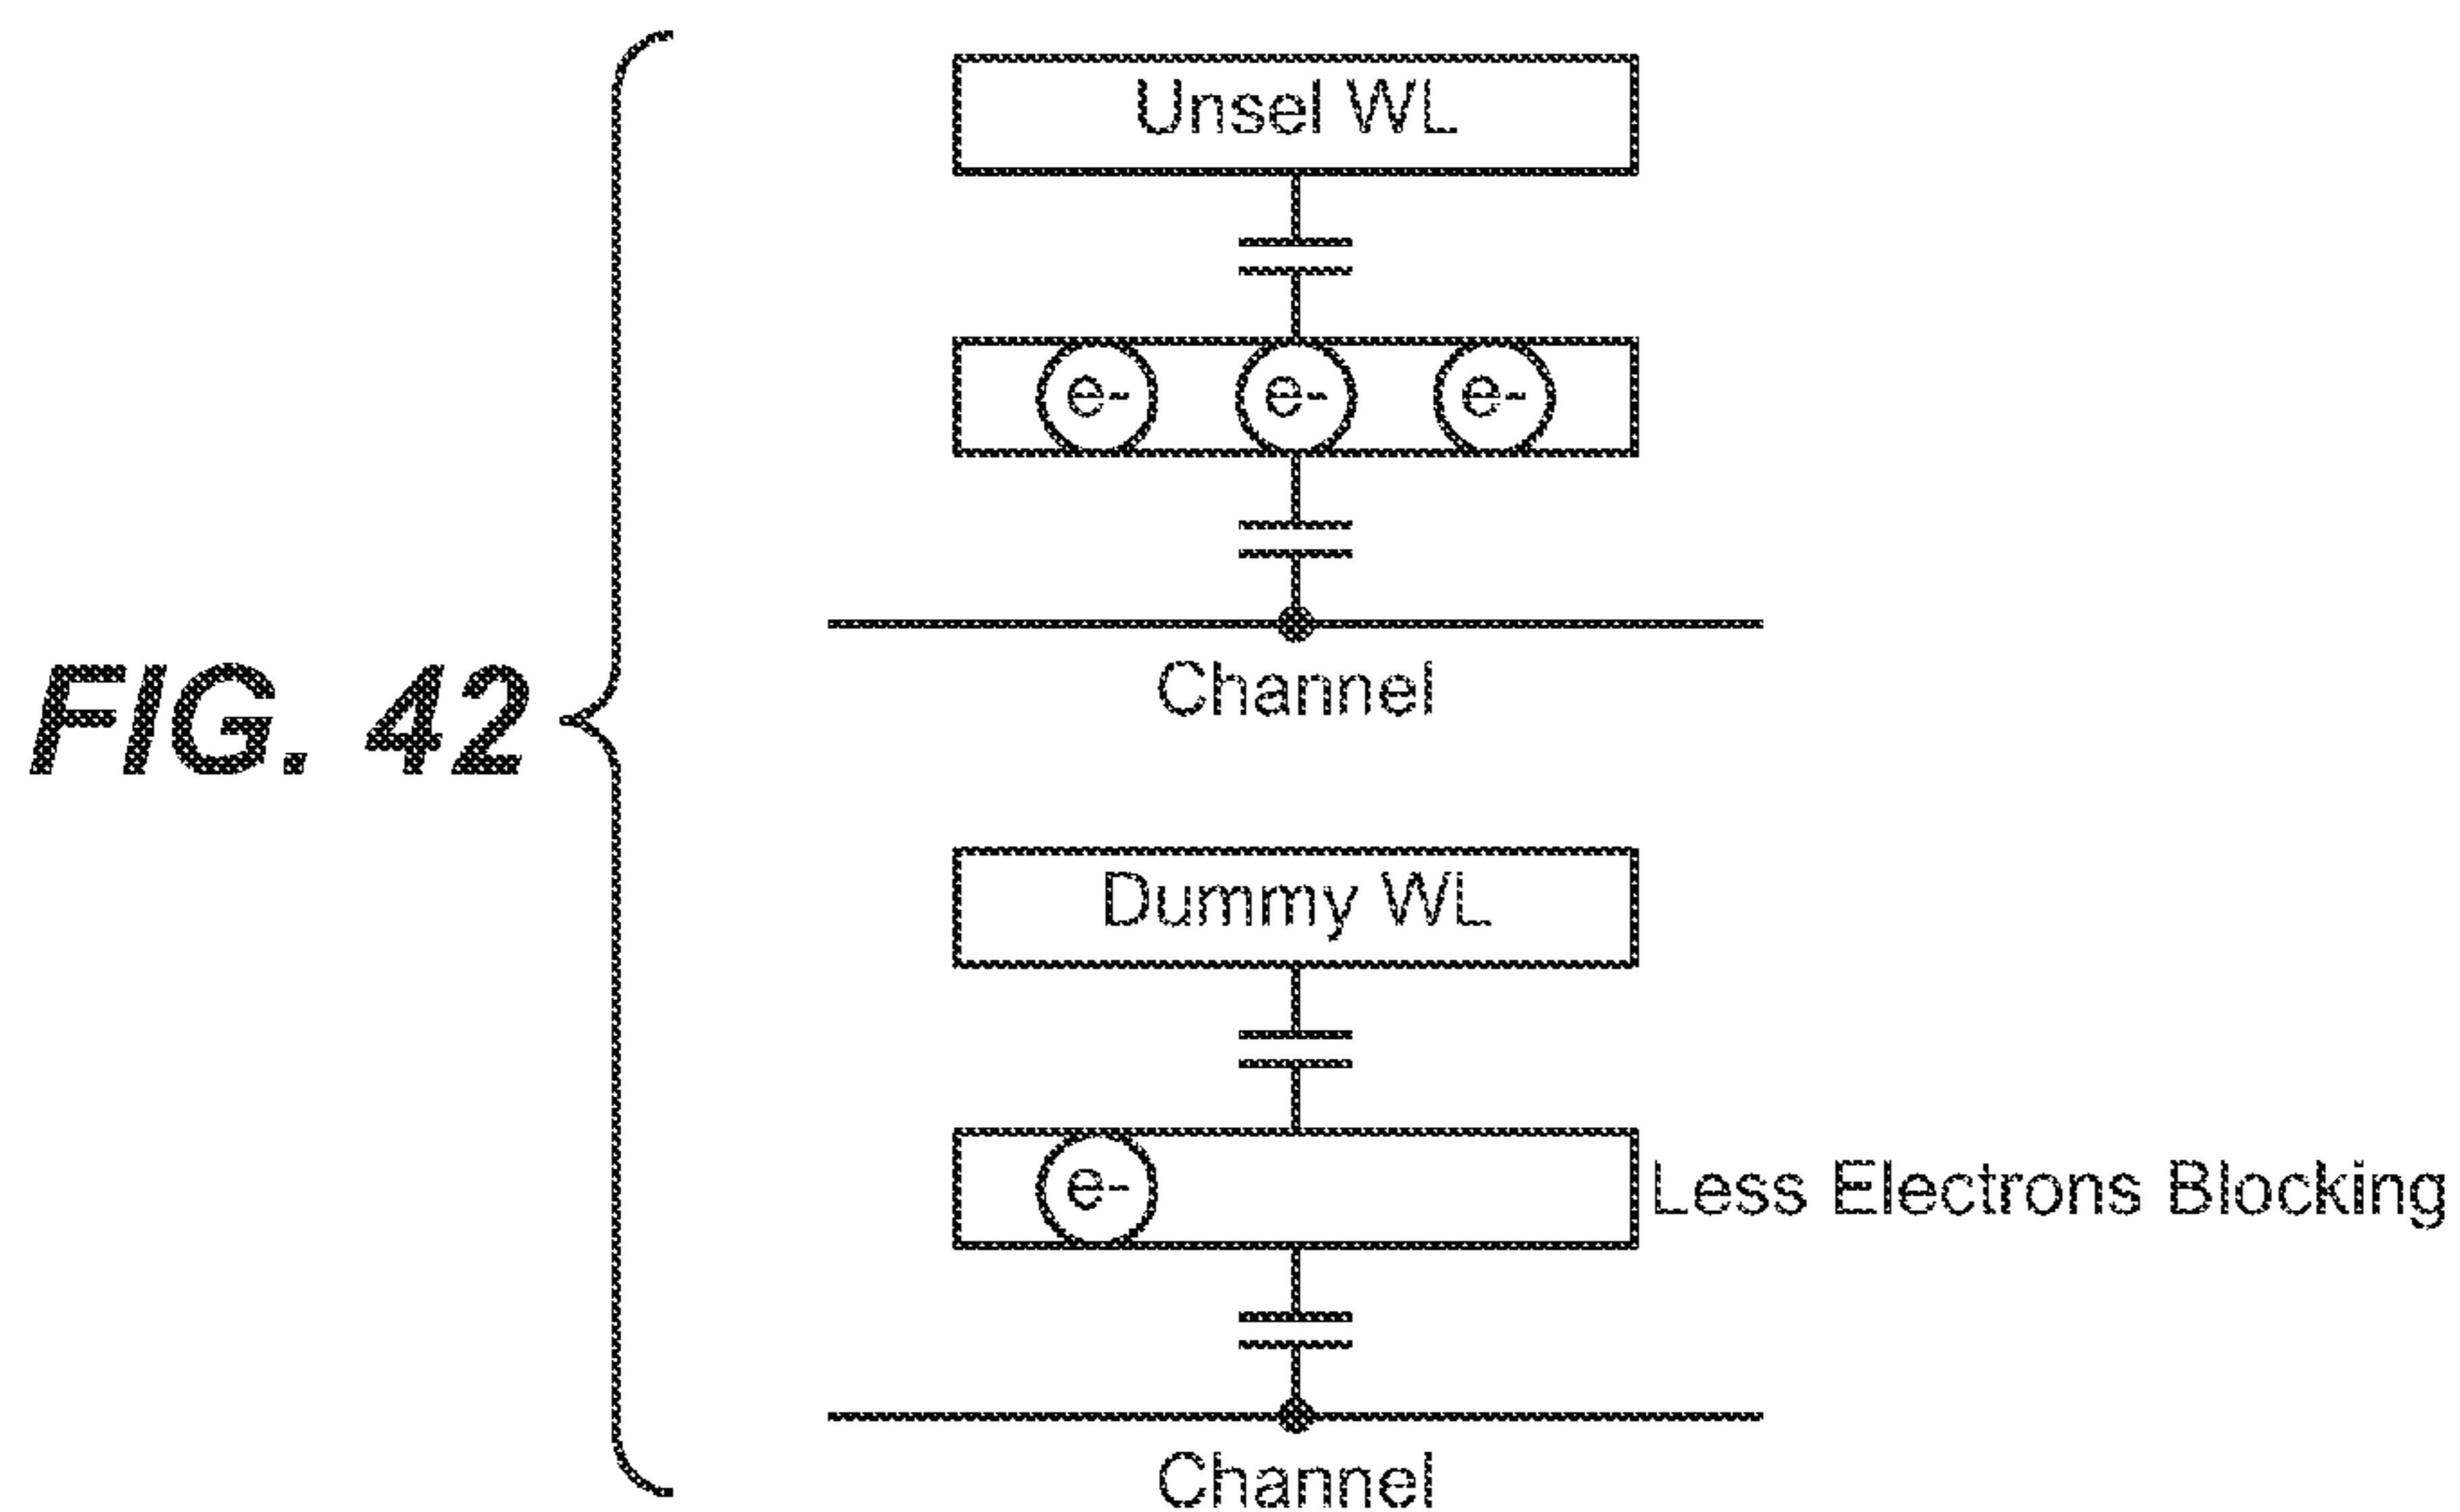 FIG. 42
Unsel WL
e- e- e-
Channel
Dummy WL
e-
Less Electrons Blocking
Channel